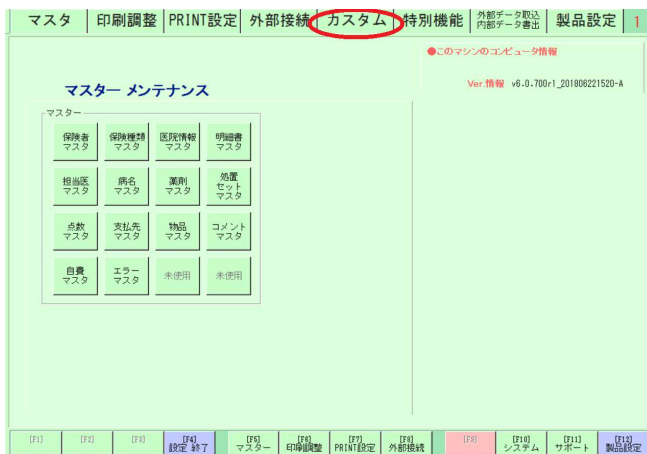 マスタ 印刷調整 PRINT設定 外部接続 カスタム 特別機能 外部データ取込 内部データ書出 製品設定 1
●このマシンのコンピュータ情報
Ver.情報 v6.0.700r1_201806221520-A
マスター メンテナンス
マスター
保険者マスタ 保険種類マスタ 医院情報マスタ 明細書マスタ
担当医マスタ 病名マスタ 薬剤マスタ 処置セットマスタ
点数マスタ 支払先マスタ 物品マスタ コメントマスタ
自費マスタ エラーマスタ 未使用 未使用
[F1] [F2] [F3] [F4] 設定 終了 [F5] マスター [F6] 印刷調整 [F7] PRINT設定 [F8] 外部接続 [F9] [F10] システム [F11] サポート [F12] 製品設定